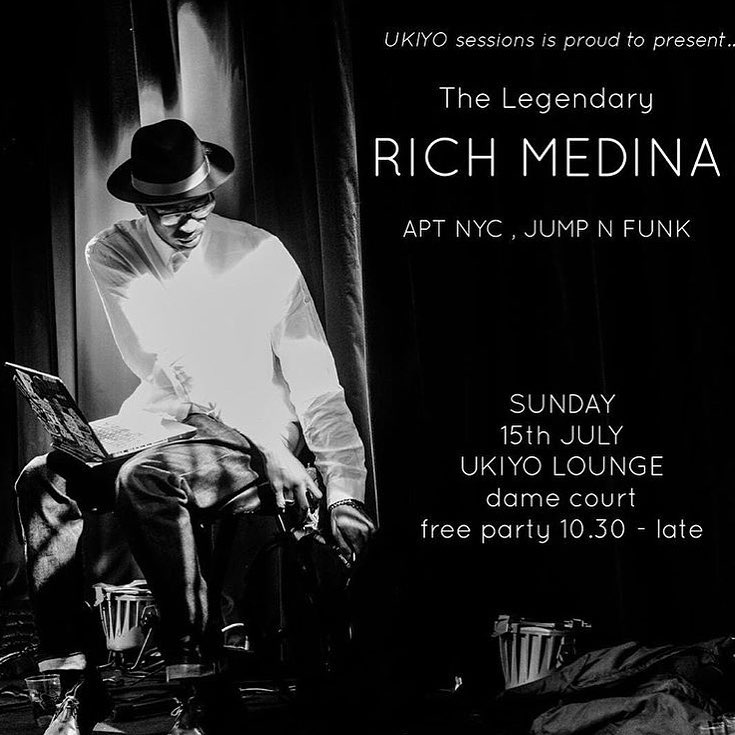 UKIYO sessions is proud to present..
The Legendary
RICH MEDINA
APT NYC , JUMP N FUNK
SUNDAY
15th JULY
UKIYO LOUNGE
dame court
free party 10.30 - late